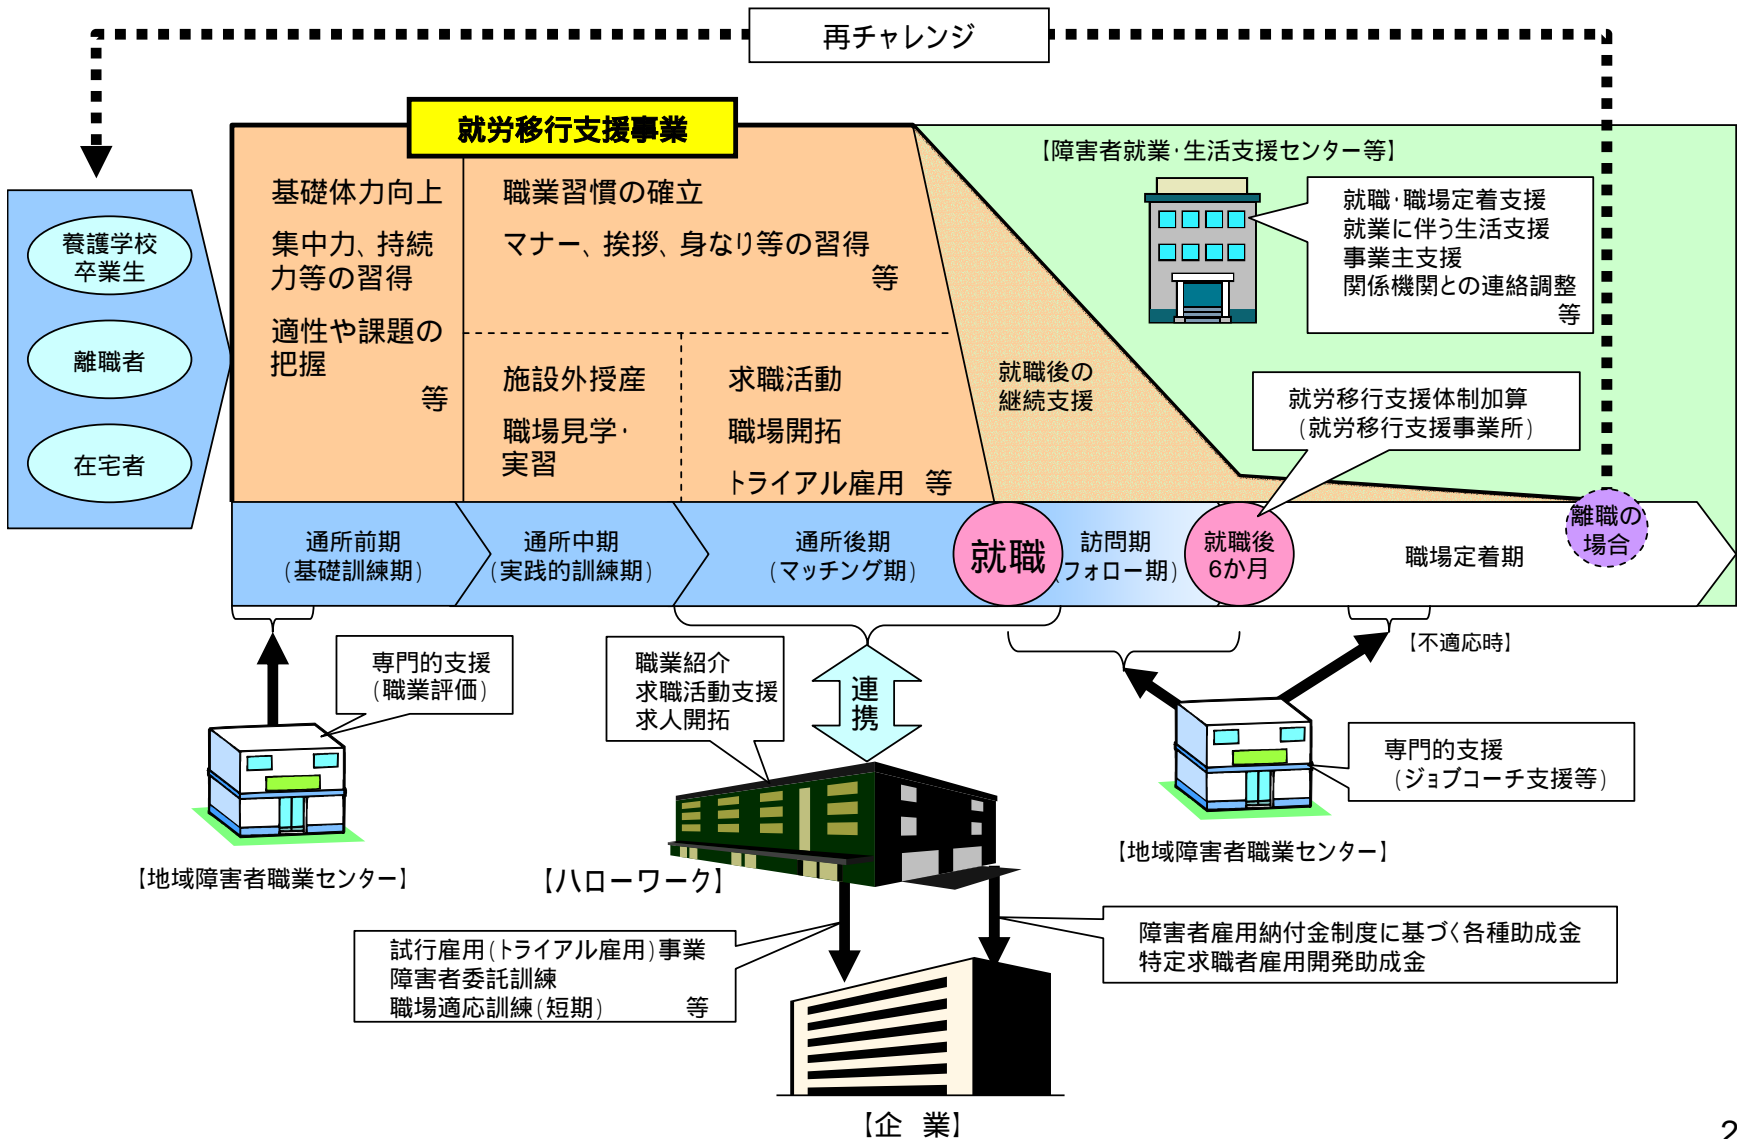 再チャレンジ
就労移行支援事業
【障害者就業・生活支援センター等】
基礎体力向上
集中力、持続
力等の習得
適性や課題の
把握
等
職業習慣の確立
マナー、挨拶、身なり等の習得
等
就職・職場定着支援
就業に伴う生活支援
事業主支援
関係機関との連絡調整
等
養護学校
卒業生
離職者
在宅者
施設外授産
職場見学・
実習
求職活動
職場開拓
トライアル雇用 等
就職後の
継続支援
就労移行支援体制加算
(就労移行支援事業所)
通所前期
(基礎訓練期)
通所中期
(実践的訓練期)
通所後期
(マッチング期)
就職
訪問期
(フォロー期)
就職後
6か月
職場定着期
離職の
場合
専門的支援
(職業評価)
職業紹介
求職活動支援
求人開拓
連
携
【不適応時】
専門的支援
(ジョブコーチ支援等)
【地域障害者職業センター】
【ハローワーク】
【地域障害者職業センター】
試行雇用(トライアル雇用)事業
障害者委託訓練
職場適応訓練(短期) 等
障害者雇用納付金制度に基づく各種助成金
特定求職者雇用開発助成金
【企 業】
2